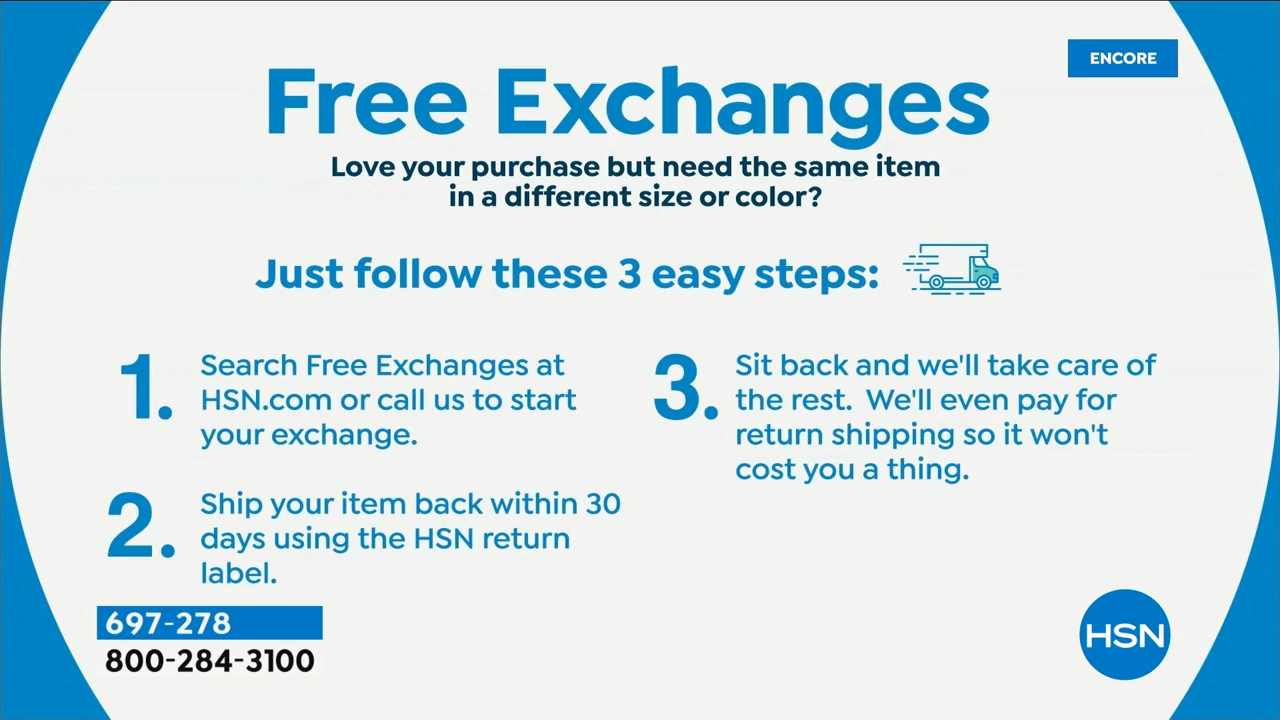 ENCORE
Free Exchanges
Love your purchase but need the same item
in a different size or color?
Just follow these 3 easy steps:
1. Search Free Exchanges at
HSN.com or call us to start
your exchange.
2. Ship your item back within 30
days using the HSN return
label.
3. Sit back and we'll take care of
the rest.  We'll even pay for
return shipping so it won't
cost you a thing.
697-278
800-284-3100
HSN